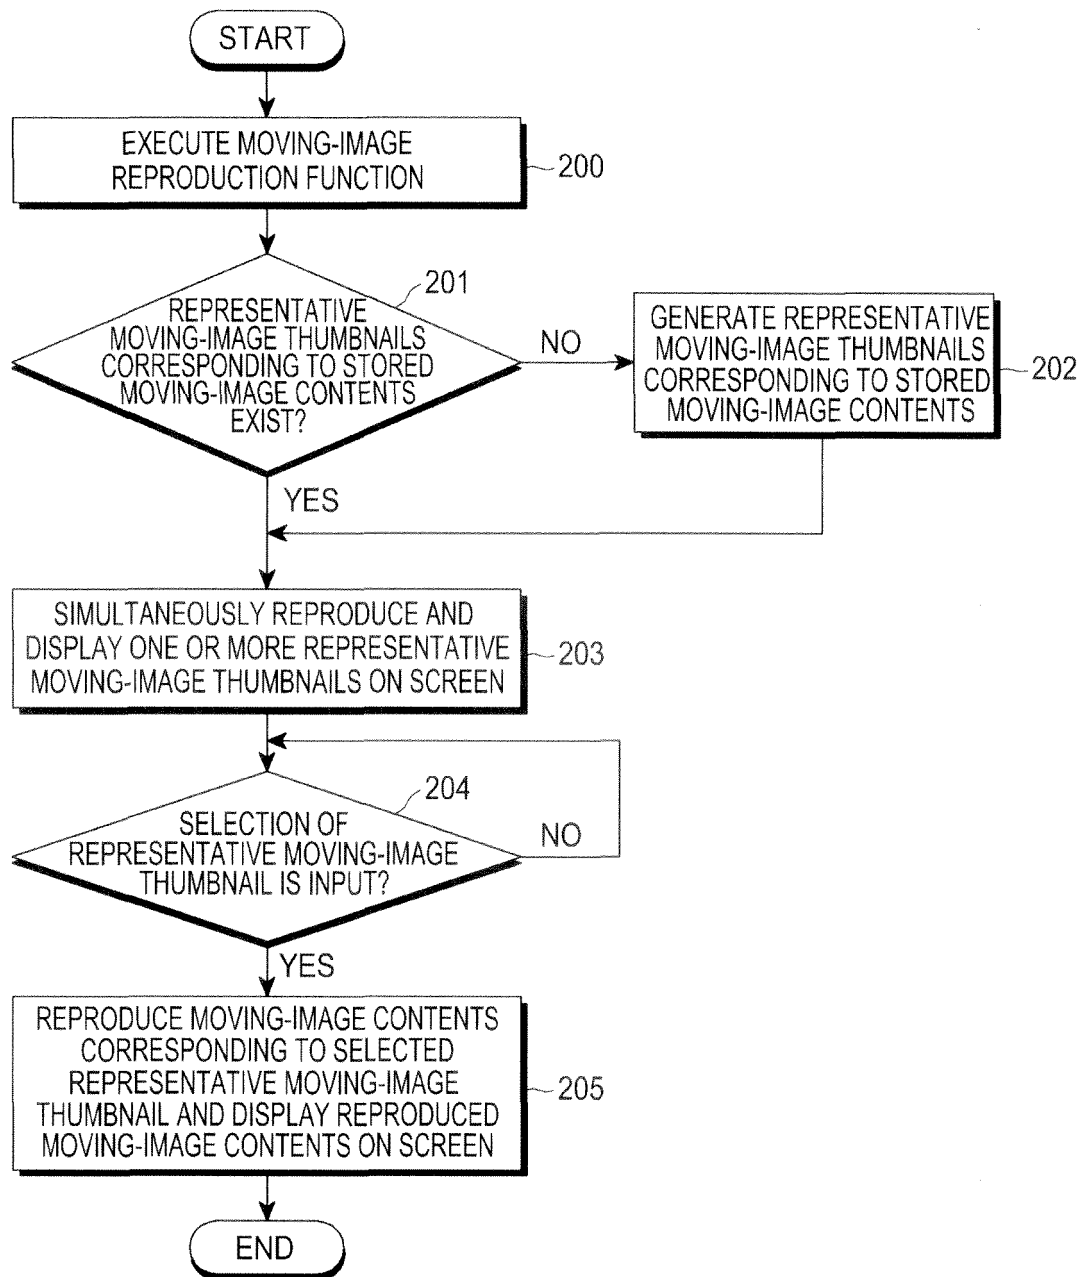 START
EXECUTE MOVING-IMAGE
REPRODUCTION FUNCTION
200
201
REPRESENTATIVE
MOVING-IMAGE THUMBNAILS
CORRESPONDING TO STORED
MOVING-IMAGE CONTENTS
EXIST?
NO
GENERATE REPRESENTATIVE
MOVING-IMAGE THUMBNAILS
CORRESPONDING TO STORED
MOVING-IMAGE CONTENTS
202
YES
SIMULTANEOUSLY REPRODUCE AND
DISPLAY ONE OR MORE REPRESENTATIVE
MOVING-IMAGE THUMBNAILS ON SCREEN
203
204
SELECTION OF
REPRESENTATIVE MOVING-IMAGE
THUMBNAIL IS INPUT?
NO
YES
REPRODUCE MOVING-IMAGE CONTENTS
CORRESPONDING TO SELECTED
REPRESENTATIVE MOVING-IMAGE
THUMBNAIL AND DISPLAY REPRODUCED
MOVING-IMAGE CONTENTS ON SCREEN
205
END